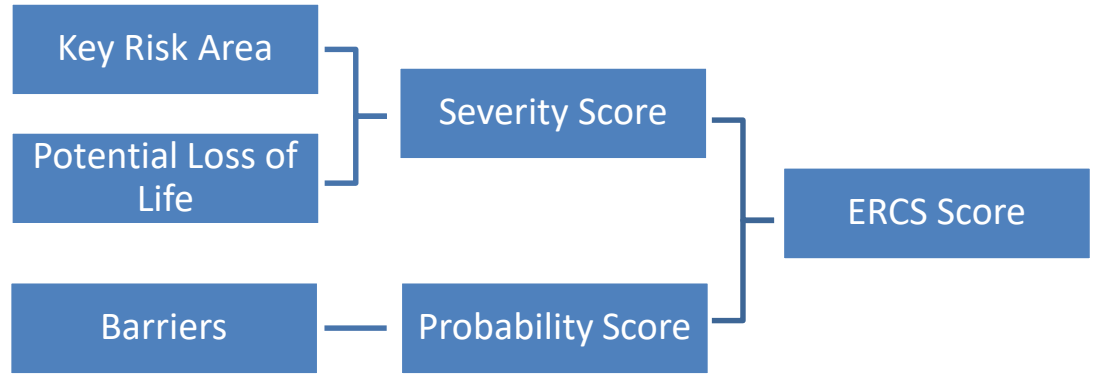 Key Risk Area
Potential Loss of
Life
Severity Score
ERCS Score
Barriers
Probability Score